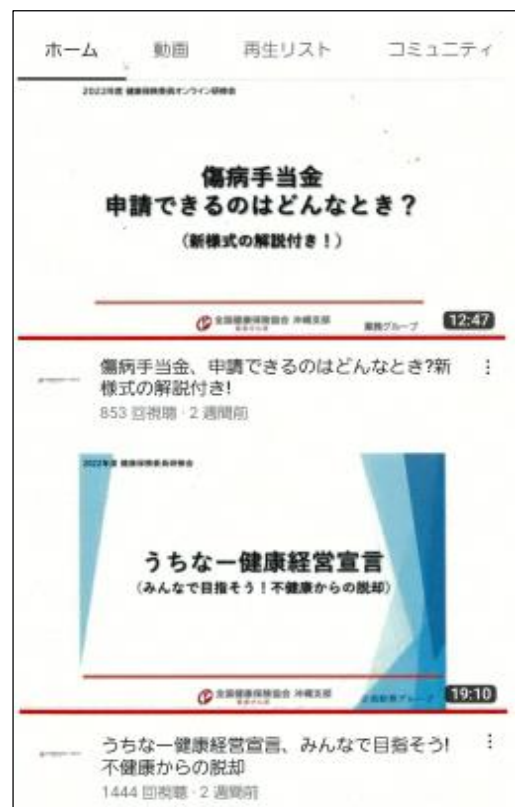 ホーム 動画 再生リスト コミュニティ
2022年度 健康保険委員オンライン研修会
傷病手当金
申請できるのはどんなとき？
（新様式の解説付き！）
全国健康保険協会 沖縄支部
業務グループ
12:47
傷病手当金、申請できるのはどんなとき?新
様式の解説付き!
853 回視聴・2 週間前
2022年度 健康保険委員研修会
うちなー健康経営宣言
（みんなで目指そう！不健康からの脱却）
全国健康保険協会 沖縄支部
企画総務グループ
19:10
うちなー健康経営宣言、みんなで目指そう!
不健康からの脱却
1444 回視聴・2 週間前